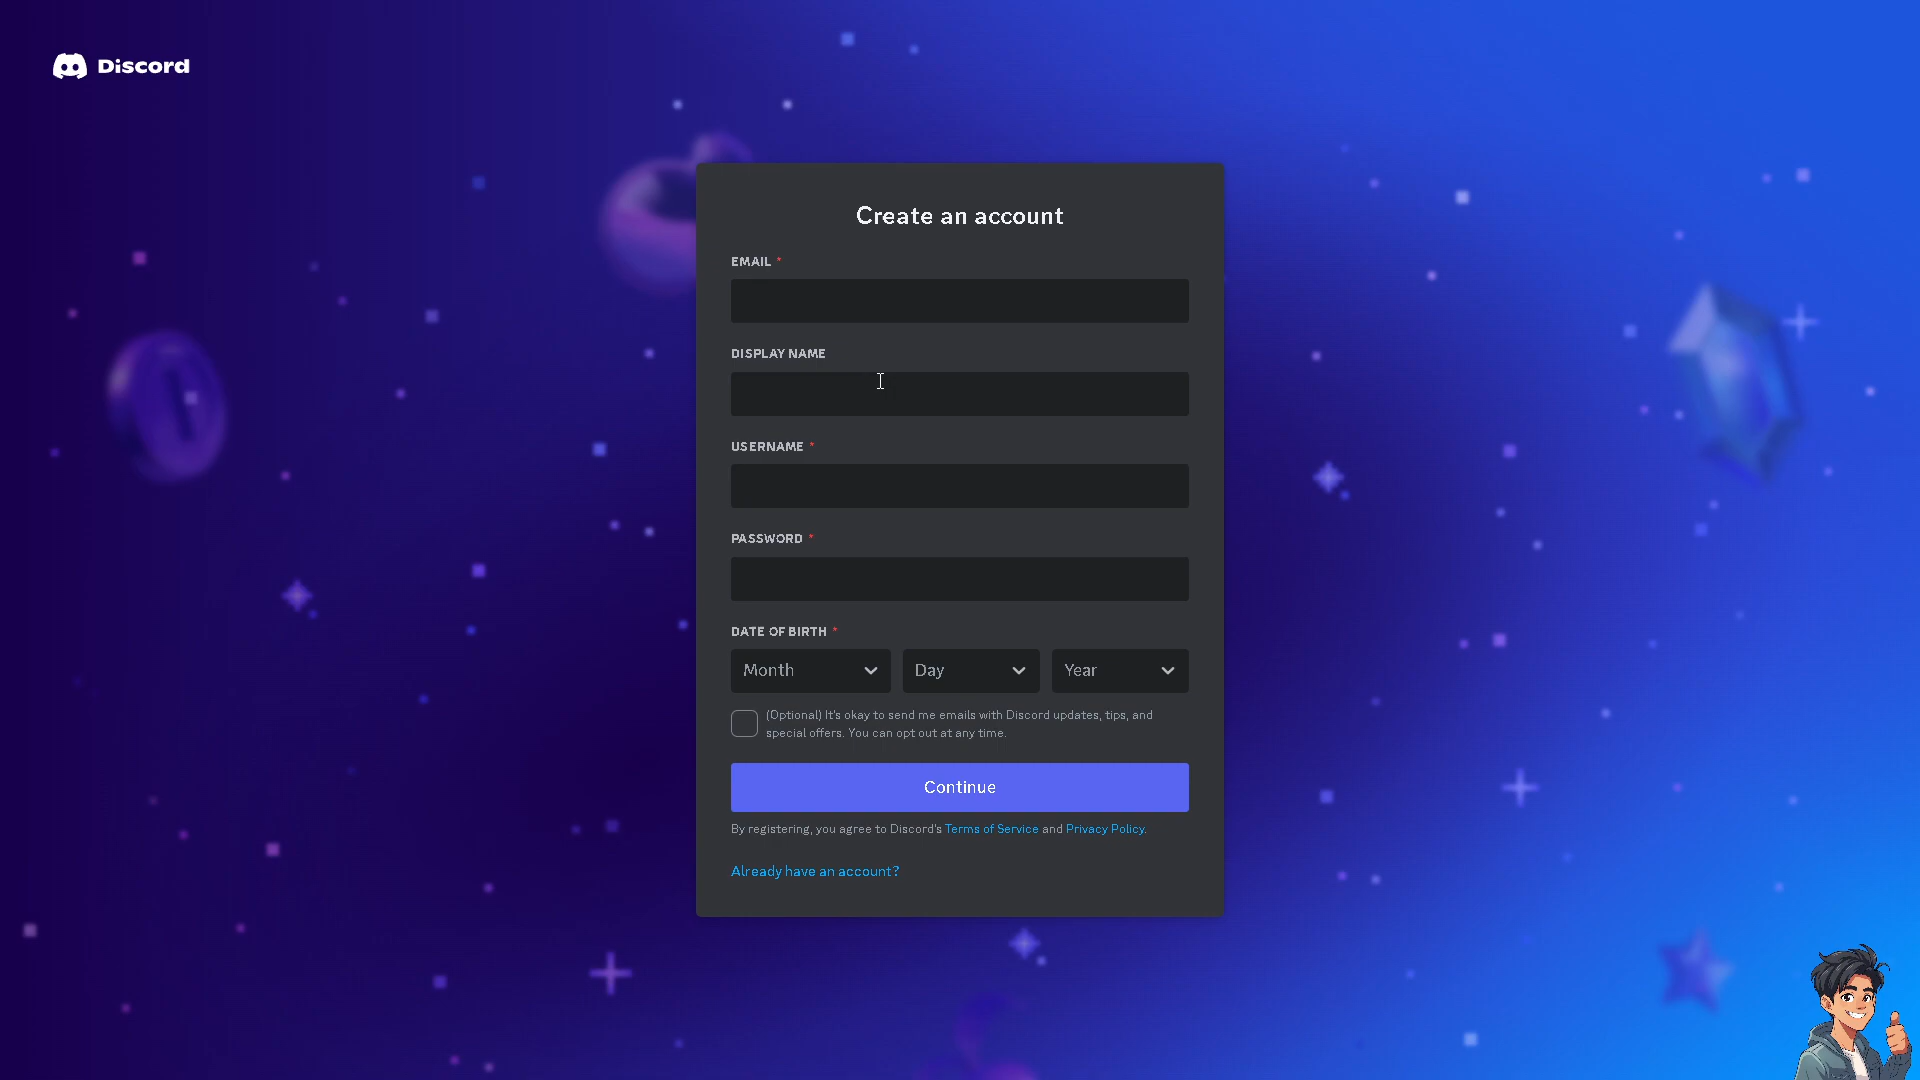 Discord
Create an account
EMAIL *
DISPLAY NAME
USERNAME *
PASSWORD *
DATE OF BIRTH *
Month Day Year
(Optional) It's okay to send me emails with Discord updates, tips, and
special offers. You can opt out at any time.
Continue
By registering, you agree to Discord's Terms of Service and Privacy Policy.
Already have an account?